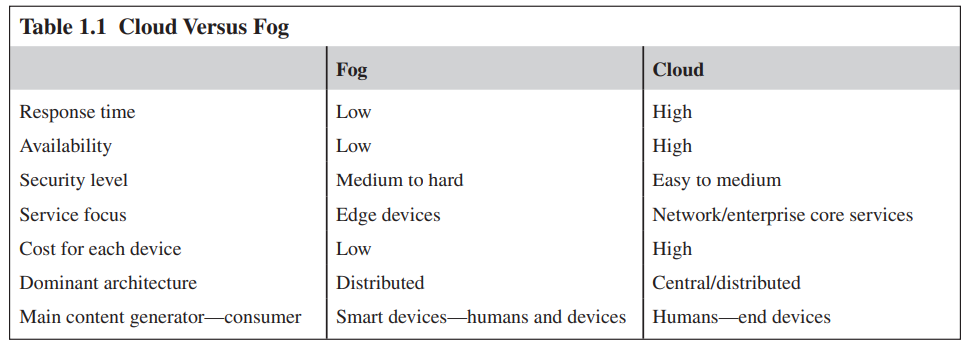 Table 1.1 Cloud Versus Fog
Fog Cloud
Response time Low High
Availability Low High
Security level Medium to hard Easy to medium
Service focus Edge devices Network/enterprise core services
Cost for each device Low High
Dominant architecture Distributed Central/distributed
Main content generator—consumer Smart devices—humans and devices Humans—end devices